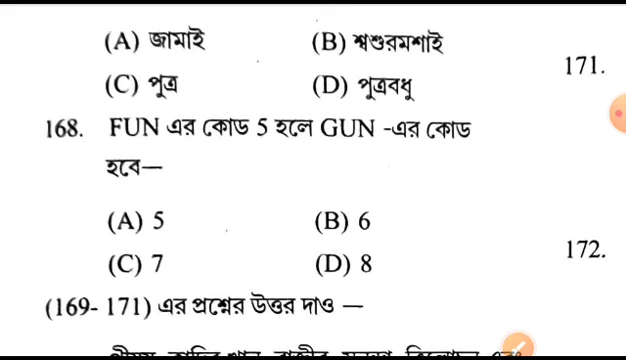 (A) জামাই (B) শ্বশুরমশাই
171.
(C) পুত্র (D) পুত্রবধু
168. FUN এর কোড 5 হলে GUN -এর কোড
হবে—
(A) 5 (B) 6
172.
(C) 7 (D) 8
(169- 171) এর প্রশ্নের উত্তর দাও —